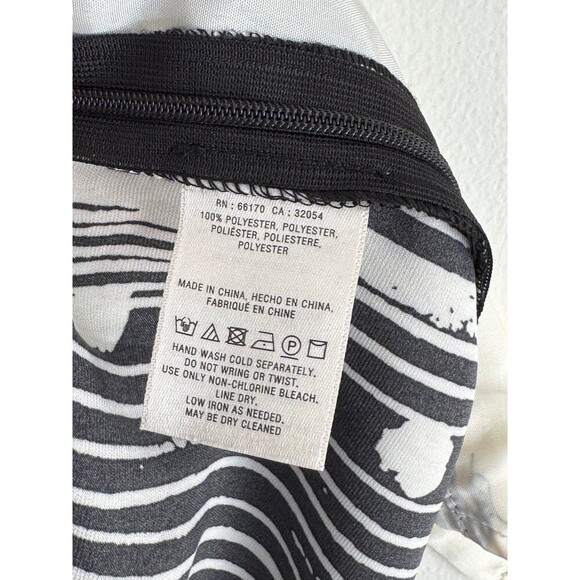 RN : 66170 CA : 32054
100% POLYESTER, POLYESTER,
POLIÉSTER, POLIESTERE,
POLYESTER
MADE IN CHINA, HECHO EN CHINA,
FABRIQUÉ EN CHINE
P
HAND WASH COLD SEPARATELY.
DO NOT WRING OR TWIST.
USE ONLY NON-CHLORINE BLEACH.
LINE DRY.
LOW IRON AS NEEDED.
MAY BE DRY CLEANED